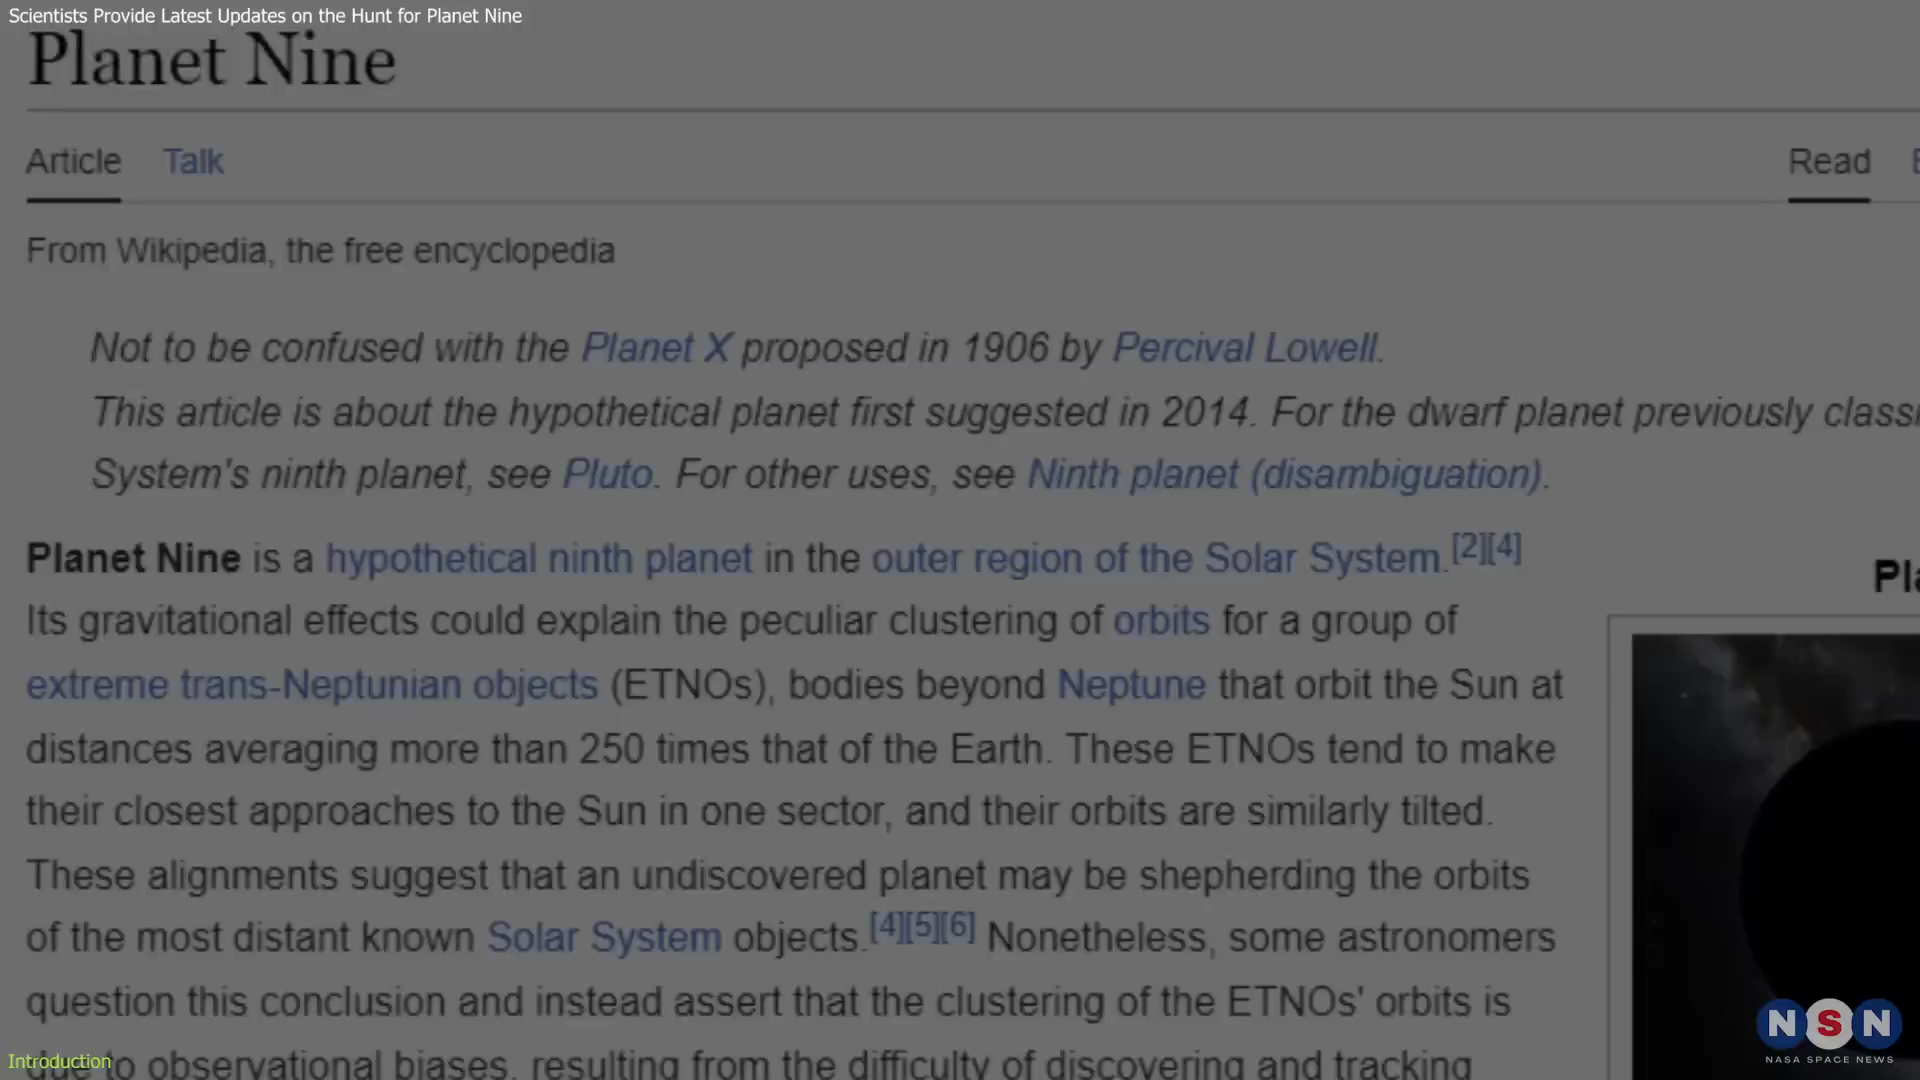 Scientists Provide Latest Updates on the Hunt for Planet Nine
Planet Nine
Article Talk Read
From Wikipedia, the free encyclopedia
Not to be confused with the Planet X proposed in 1906 by Percival Lowell.
This article is about the hypothetical planet first suggested in 2014. For the dwarf planet previously classi
System's ninth planet, see Pluto. For other uses, see Ninth planet (disambiguation).
Planet Nine is a hypothetical ninth planet in the outer region of the Solar System.[2][4]
Its gravitational effects could explain the peculiar clustering of orbits for a group of
extreme trans-Neptunian objects (ETNOs), bodies beyond Neptune that orbit the Sun at
distances averaging more than 250 times that of the Earth. These ETNOs tend to make
their closest approaches to the Sun in one sector, and their orbits are similarly tilted.
These alignments suggest that an undiscovered planet may be shepherding the orbits
of the most distant known Solar System objects.[4][5][6] Nonetheless, some astronomers
question this conclusion and instead assert that the clustering of the ETNOs' orbits is
to observational biases, resulting from the difficulty of discovering and tracking
Pla
Introduction
NSN
NASA SPACE NEWS